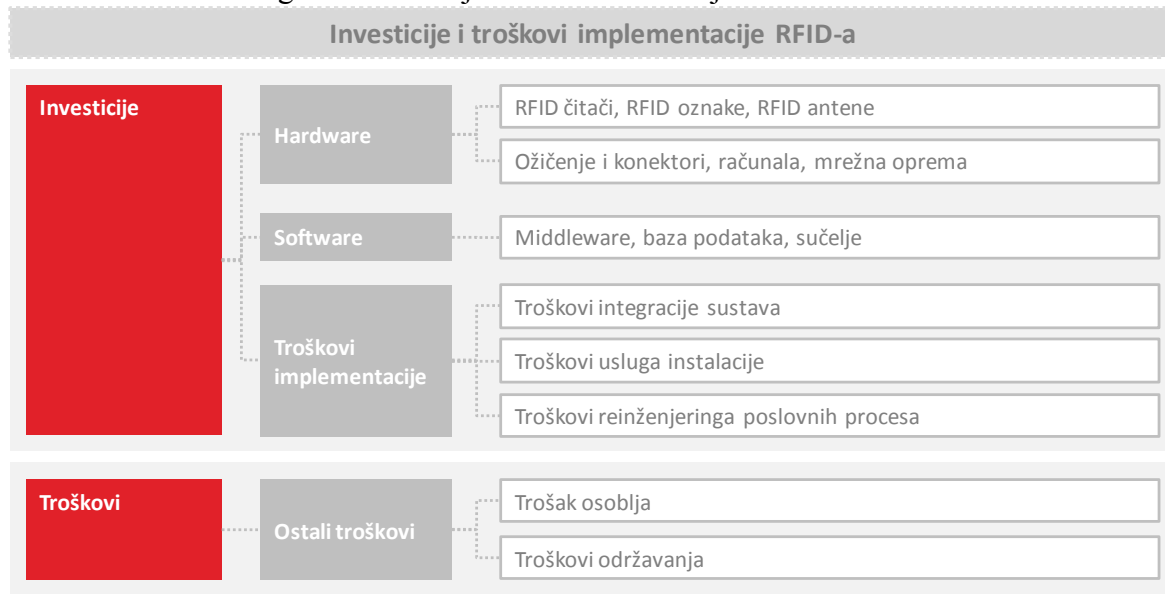 Investicije i troškovi implementacije RFID-a
Investicije
Hardware
RFID čitači, RFID oznake, RFID antene
Ožičenje i konektori, računala, mrežna oprema
Software
Middleware, baza podataka, sučelje
Troškovi
implementacije
Troškovi integracije sustava
Troškovi usluga instalacije
Troškovi reinženjeringa poslovnih procesa
Troškovi
Ostali troškovi
Trošak osoblja
Troškovi održavanja